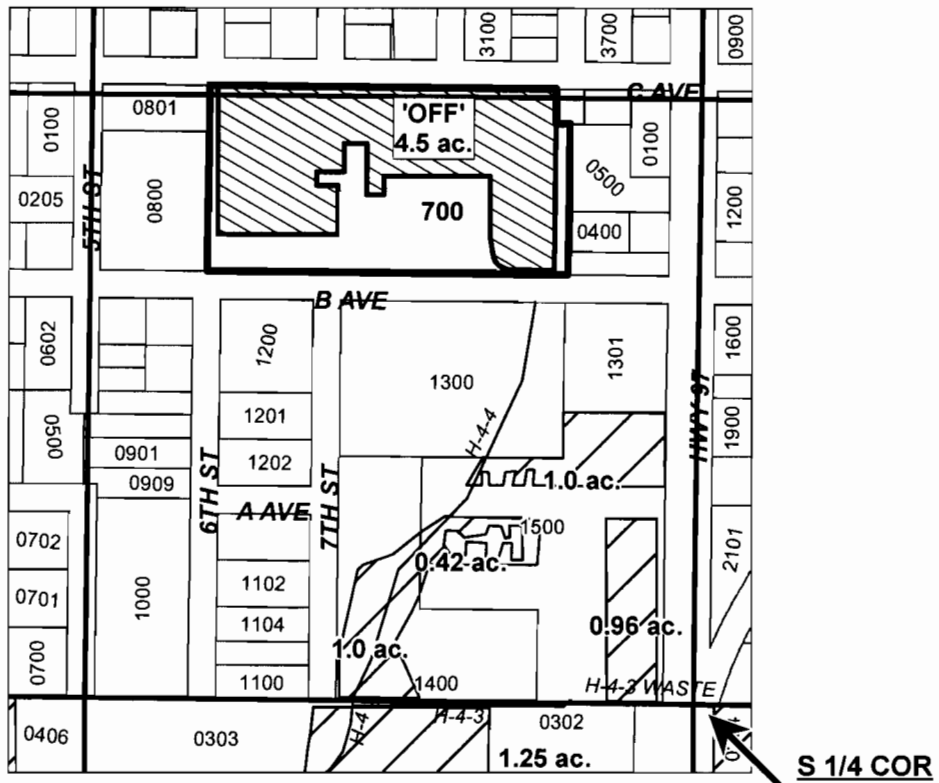 3100
3700
0900
C AVE
0801
'OFF'
4.5 ac.
0100
0100
0205
5TH ST
0800
700
0500
0400
1200
B AVE
0602
1200
1300
1301
1600
H-4-4
HWY 97
1900
0500
1201
0901
1202
0909
6TH ST
A AVE
7TH ST
1.0 ac.
1500
0702
0.42 ac.
2101
0701
1000
1102
1104
0.96 ac.
0700
1.0 ac.
1100
1400
H-4-3 WASTE
0406
0303
H-4
H-4-3
0302
1.25 ac.
S 1/4 COR